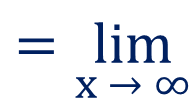 = lim
x → ∞